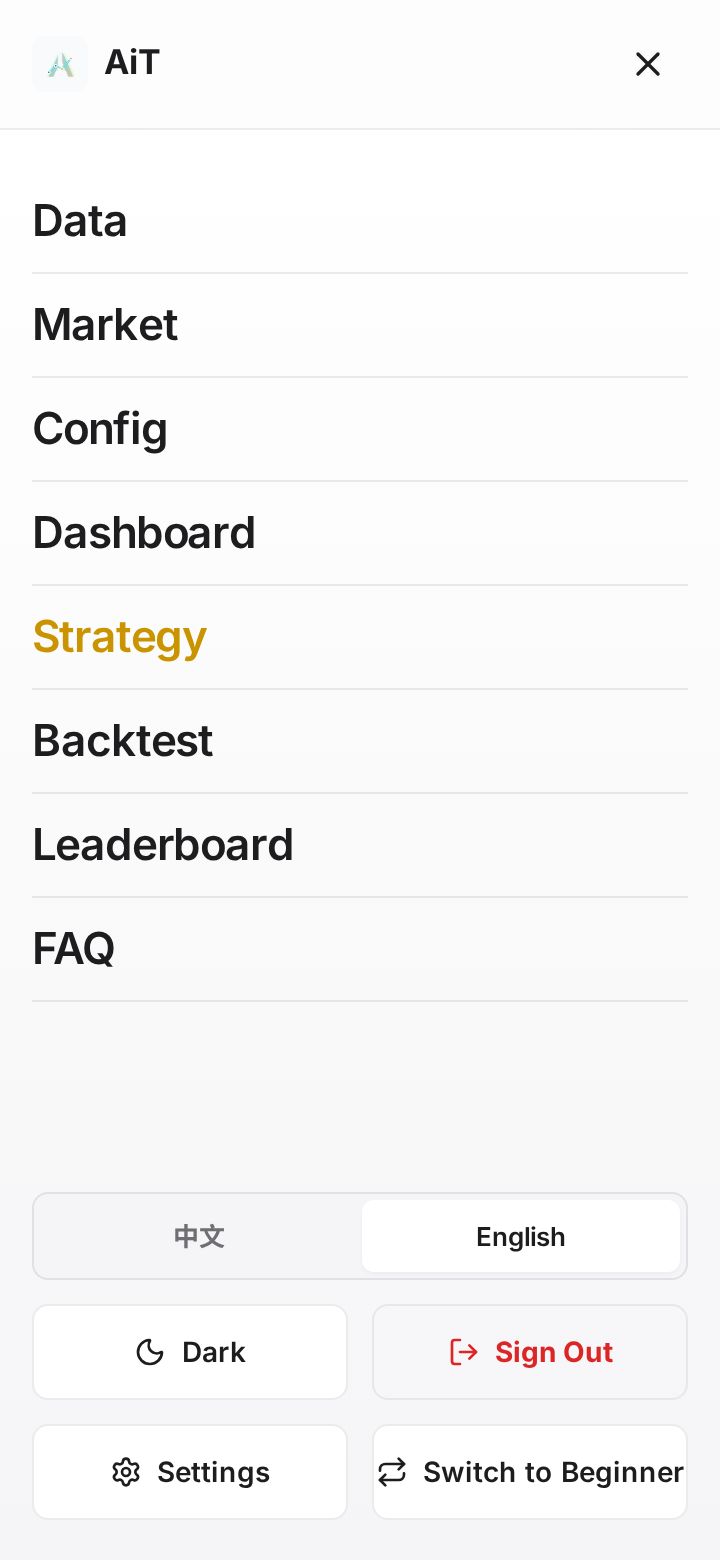 AiT
Data
Market
Config
Dashboard
Strategy
Backtest
Leaderboard
FAQ
中文
English
Dark
Sign Out
Settings
Switch to Beginner